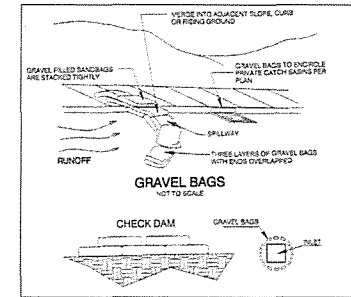 MERGE INTO ADJACENT SLOPE, CURB
OR RISING GROUND
GRAVEL FILLED SANDBAGS
ARE STACKED TIGHTLY
GRAVEL BAGS TO ENCIRCLE
PRIVATE CATCH BASINS PER
PLAN
SPILLWAY
RUNOFF
THREE LAYERS OF GRAVEL BAGS
WITH ENDS OVERLAPPED
GRAVEL BAGS
NOT TO SCALE
CHECK DAM
GRAVEL BAGS
INLET